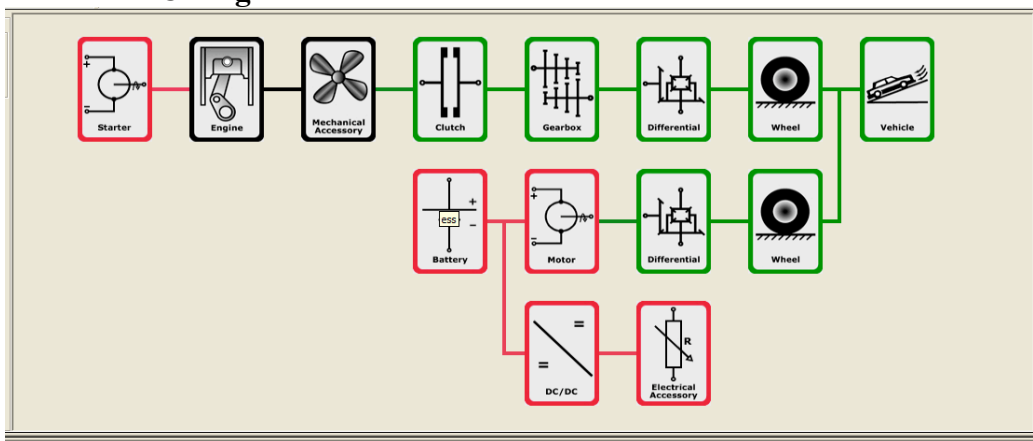 +
−
Starter
Engine
Mechanical
Accessory
Clutch
Gearbox
Differential
Wheel
Vehicle
+
−
ess
Battery
+
−
Motor
Differential
Wheel
=
=
DC/DC
R
Electrical
Accessory